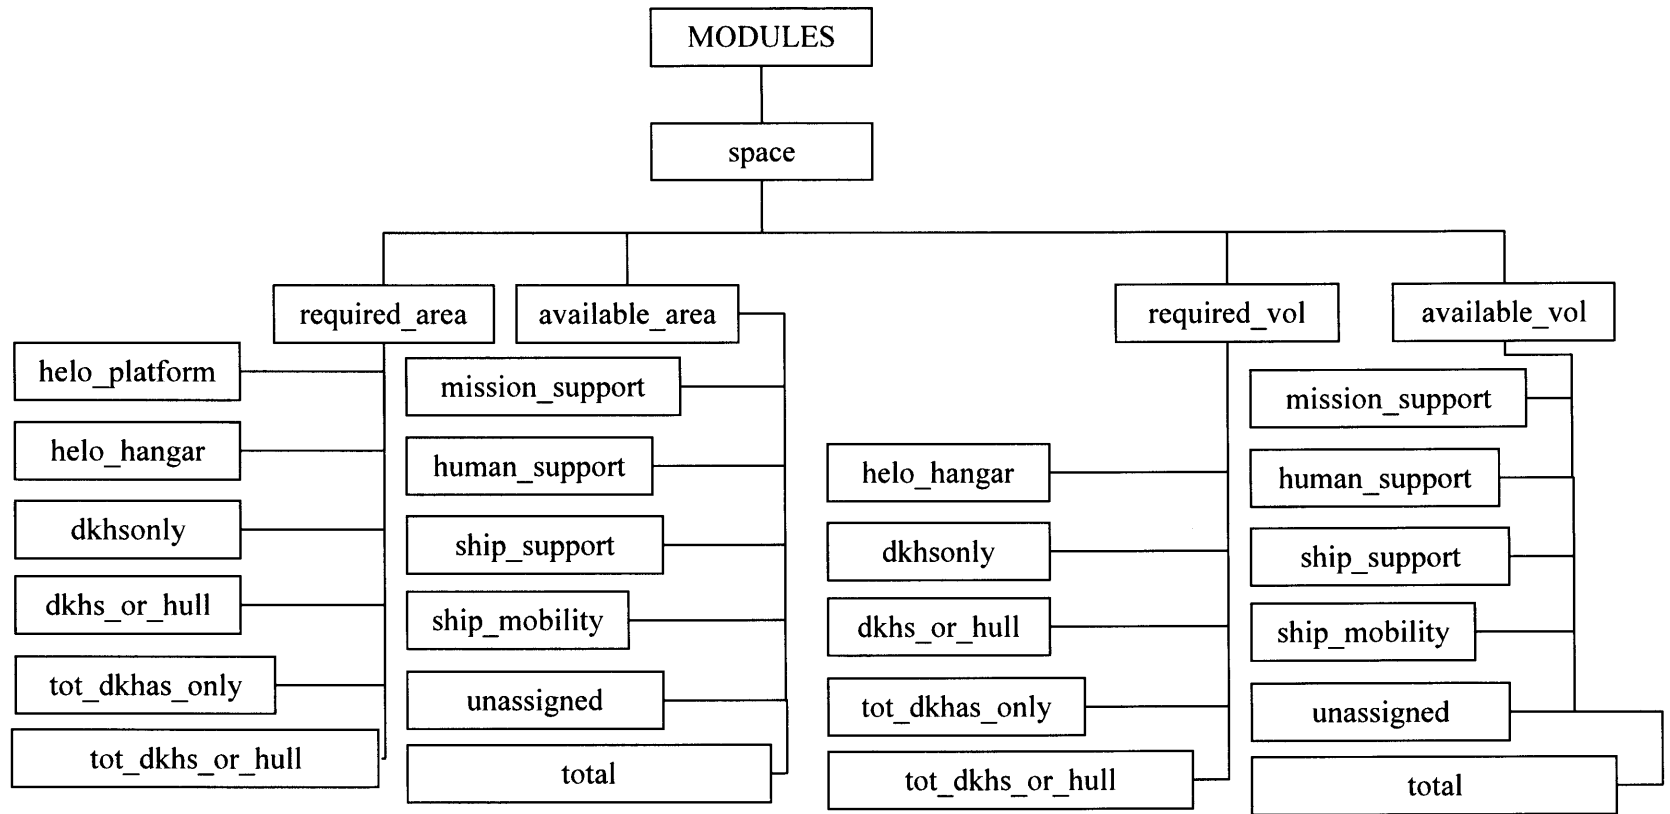 MODULES
space
required_area
available_area
required_vol
available_vol
helo_platform
helo_hangar
dkhsonly
dkhs_or_hull
tot_dkhas_only
tot_dkhs_or_hull
mission_support
human_support
ship_support
ship_mobility
unassigned
total
helo_hangar
dkhsonly
dkhs_or_hull
tot_dkhas_only
tot_dkhs_or_hull
mission_support
human_support
ship_support
ship_mobility
unassigned
total